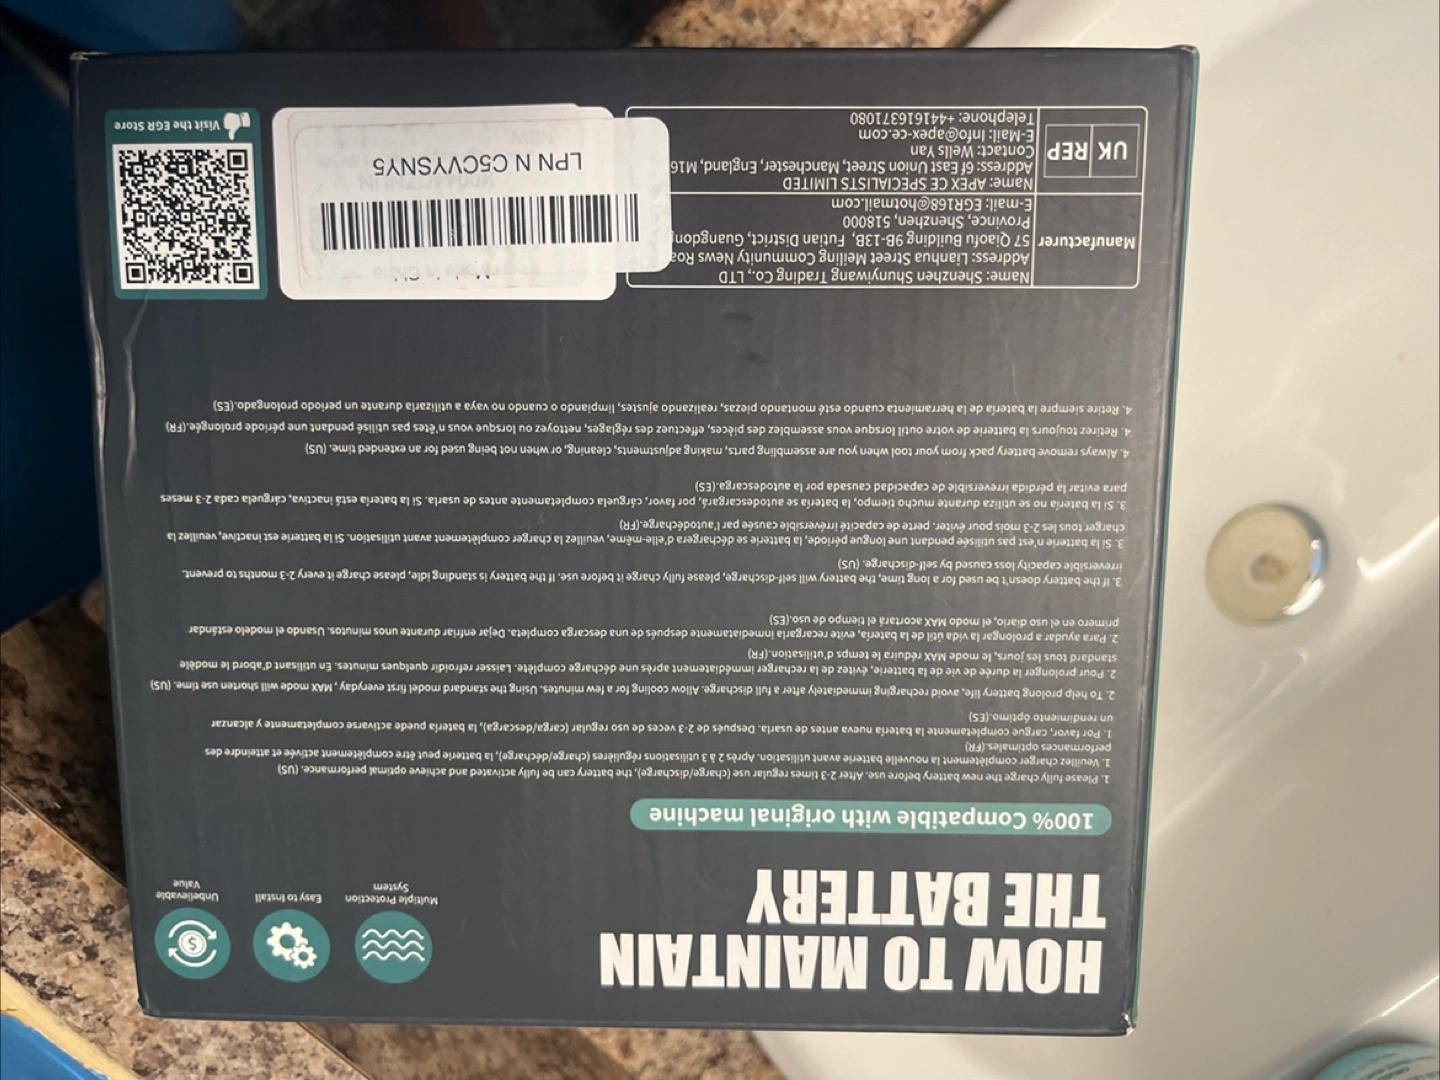 HOW TO MAINTAIN
THE BATTERY
Multiple Protection
System
Easy to Install
Unbelievable
Value
100% Compatible with original machine
1. Please fully charge the new battery before use. After 2-3 times regular use (charge/discharge), the battery can be fully activated and achieve optimal performance. (US)
1. Veuillez charger complètement la nouvelle batterie avant utilisation. Après 2 à 3 utilisations régulières (charge/décharge), la batterie peut être complètement activée et atteindre des
performances optimales.(FR)
1. Por favor, cargue completamente la batería nueva antes de usarla. Después de 2-3 veces de uso regular (carga/descarga), la batería puede activarse completamente y alcanzar
un rendimiento óptimo.(ES)
2. To help prolong battery life, avoid recharging immediately after a full discharge. Allow cooling for a few minutes. Using the standard model first everyday , MAX mode will shorten use time. (US)
2. Pour prolonger la durée de vie de la batterie, évitez de la recharger immédiatement après une décharge complète. Laisser refroidir quelques minutes. En utilisant d'abord le modèle
standard tous les jours, le mode MAX réduira le temps d'utilisation.(FR)
2. Para ayudar a prolongar la vida útil de la batería, evite recargarla inmediatamente después de una descarga completa. Dejar enfriar durante unos minutos. Usando el modelo estándar
primero en el uso diario, el modo MAX acortará el tiempo de uso.(ES)
3. If the battery doesn't be used for a long time, the battery will self-discharge, please fully charge it before use. If the battery is standing idle, please charge it every 2-3 months to prevent.
irreversible capacity loss caused by self-discharge. (US)
3. Si la batterie n'est pas utilisée pendant une longue période, la batterie se déchargera d'elle-même, veuillez la charger complètement avant utilisation. Si la batterie est inactive, veuillez la
charger tous les 2-3 mois pour éviter. perte de capacité irréversible causée par l'autodécharge.(FR)
3. Si la batería no se utiliza durante mucho tiempo, la batería se autodescargará, por favor, cárguela completamente antes de usarla. Si la batería está inactiva, cárguela cada 2-3 meses
para evitar la pérdida irreversible de capacidad causada por la autodescarga.(ES)
4. Always remove battery pack from your tool when you are assembling parts, making adjustments, cleaning, or when not being used for an extended time. (US)
4. Retirez toujours la batterie de votre outil lorsque vous assemblez des pièces, effectuez des réglages, nettoyez ou lorsque vous n'êtes pas utilisé pendant une période prolongée.(FR)
4. Retire siempre la batería de la herramienta cuando esté montando piezas, realizando ajustes, limpiando o cuando no vaya a utilizarla durante un período prolongado.(ES)
Manufacturer
Name: Shenzhen Shunyiwang Trading Co., LTD
Address: Lianhua Street Meiling Community News Roa
57 Qiaofu Building 9B-13B, Futian District, Guangdong
Province, Shenzhen, 518000
E-mail: EGR168@hotmail.com
UK REP
Name: APEX CE SPECIALISTS LIMITED
Address: 6f East Union Street, Manchester, England, M16
Contact: Wells Yan
E-Mail: Info@apex-ce.com
Telephone: +441616371080
Made in China
LPN N C5CVYSNY5
NEW
Visit the EGR Store